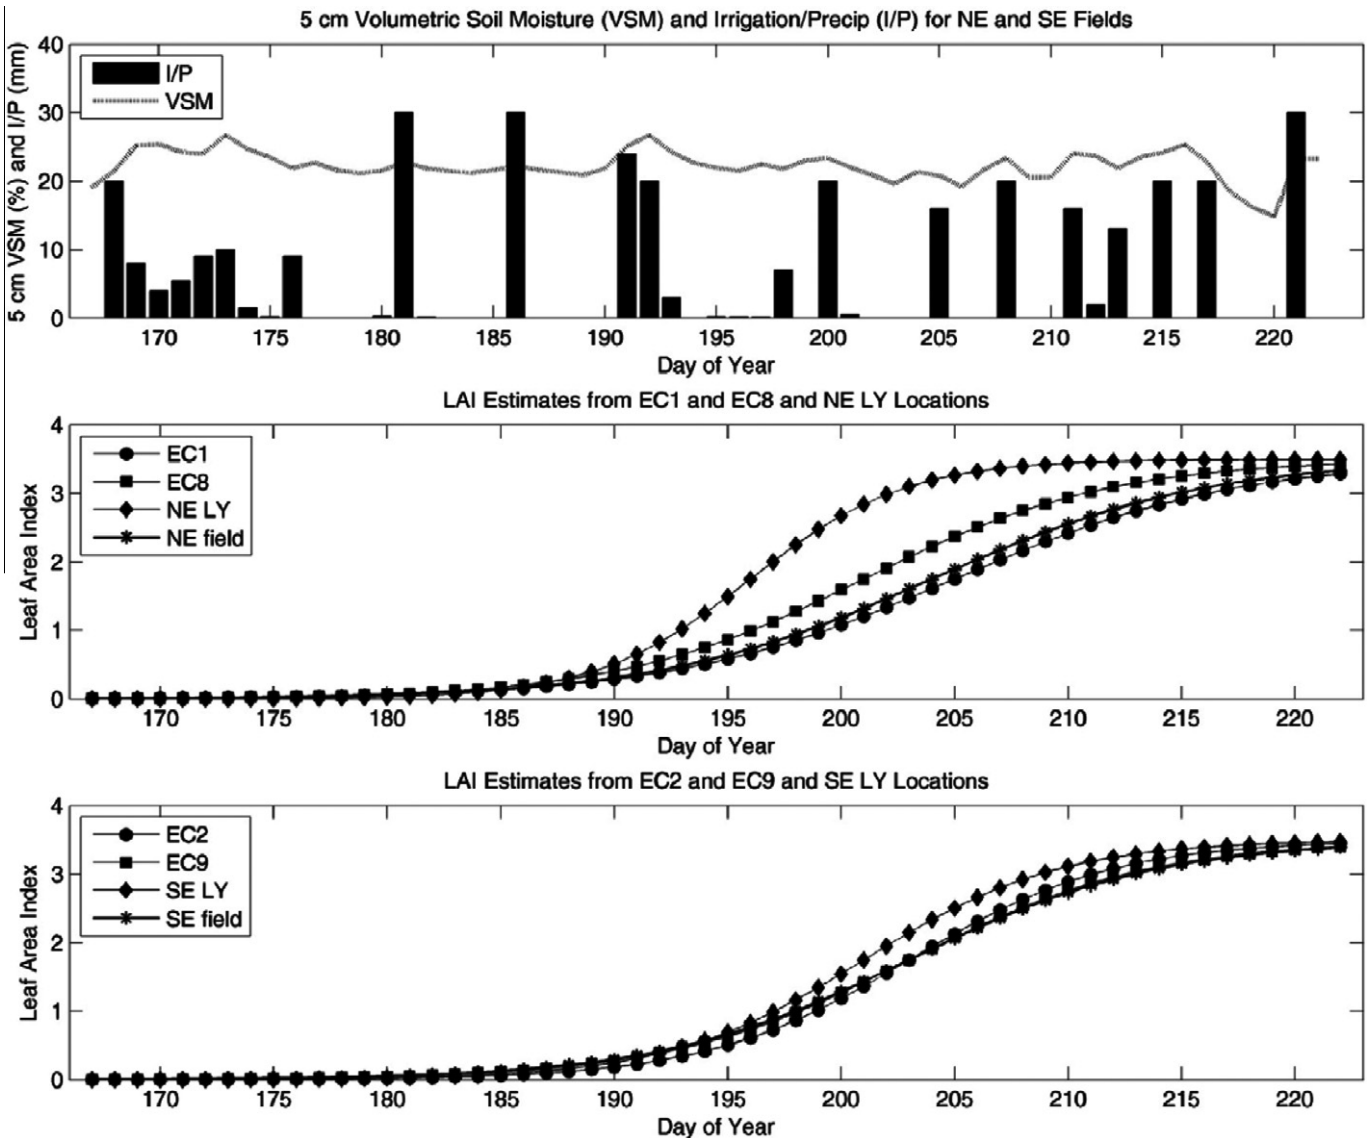 5 cm Volumetric Soil Moisture (VSM) and Irrigation/Precip (I/P) for NE and SE Fields
5 cm VSM (%) and I/P (mm)
40
30
20
10
0
I/P
VSM
170 175 180 185 190 195 200 205 210 215 220
Day of Year
LAI Estimates from EC1 and EC8 and NE LY Locations
Leaf Area Index
4
3
2
1
0
EC1
EC8
NE LY
NE field
170 175 180 185 190 195 200 205 210 215 220
Day of Year
LAI Estimates from EC2 and EC9 and SE LY Locations
Leaf Area Index
4
3
2
1
0
EC2
EC9
SE LY
SE field
170 175 180 185 190 195 200 205 210 215 220
Day of Year